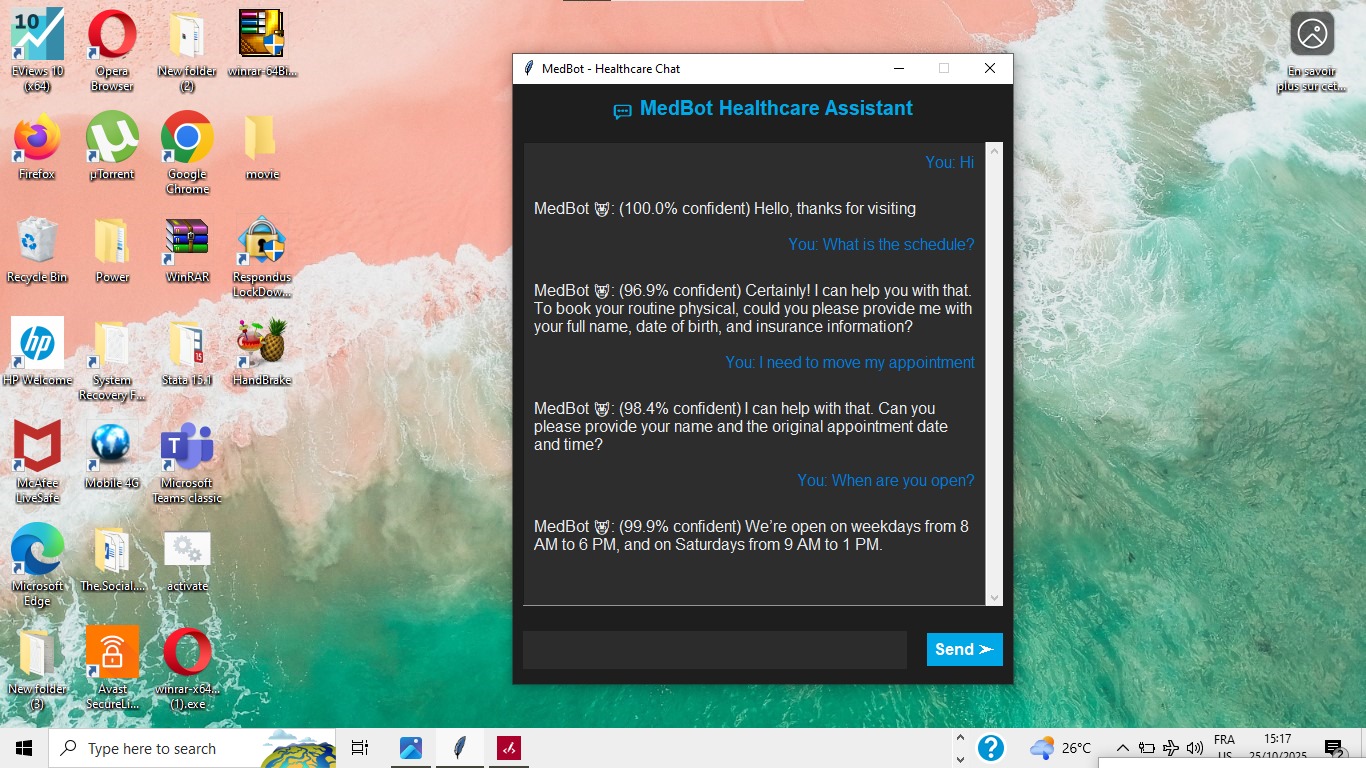 10
EViews 10
(x64)
Opera
Browser
New folder
(2)
winrar-64Bi...
En savoir
plus sur cet...
Firefox
µTorrent
Google
Chrome
movie
Recycle Bin
Power
WinRAR
Respondus
LockDow...
hp
HP Welcome
System
Recovery F...
15
Stata 15.1
HandBrake
McAfee
LiveSafe
Mobile 4G
T
Microsoft
Teams classic
Microsoft
Edge
The.Social....
activate
New folder
(3)
Avast
SecureLi...
winrar-x64...
(1).exe
MedBot - Healthcare Chat
MedBot Healthcare Assistant
You: Hi
MedBot : (100.0% confident) Hello, thanks for visiting
You: What is the schedule?
MedBot : (96.9% confident) Certainly! I can help you with that.
To book your routine physical, could you please provide me with
your full name, date of birth, and insurance information?
You: I need to move my appointment
MedBot : (98.4% confident) I can help with that. Can you
please provide your name and the original appointment date
and time?
You: When are you open?
MedBot : (99.9% confident) We’re open on weekdays from 8
AM to 6 PM, and on Saturdays from 9 AM to 1 PM.
Send ➢
Type here to search
?
26°C
FRA
US
15:17
25/10/2025
2